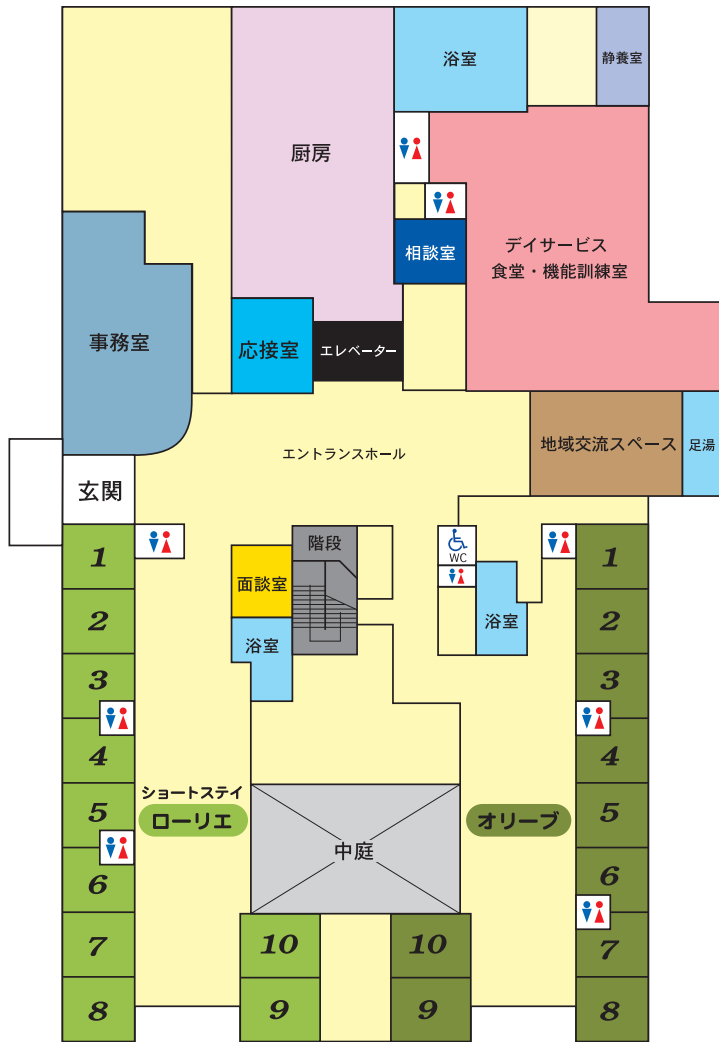 浴室
静養室
厨房
相談室
デイサービス
食堂・機能訓練室
事務室
応接室
エレベーター
エントランスホール
地域交流スペース
足湯
玄関
階段
WC
面談室
浴室
浴室
1
2
3
4
5
6
7
8
ショートステイ
ローリエ
中庭
オリーブ
10
9
10
9
1
2
3
4
5
6
7
8